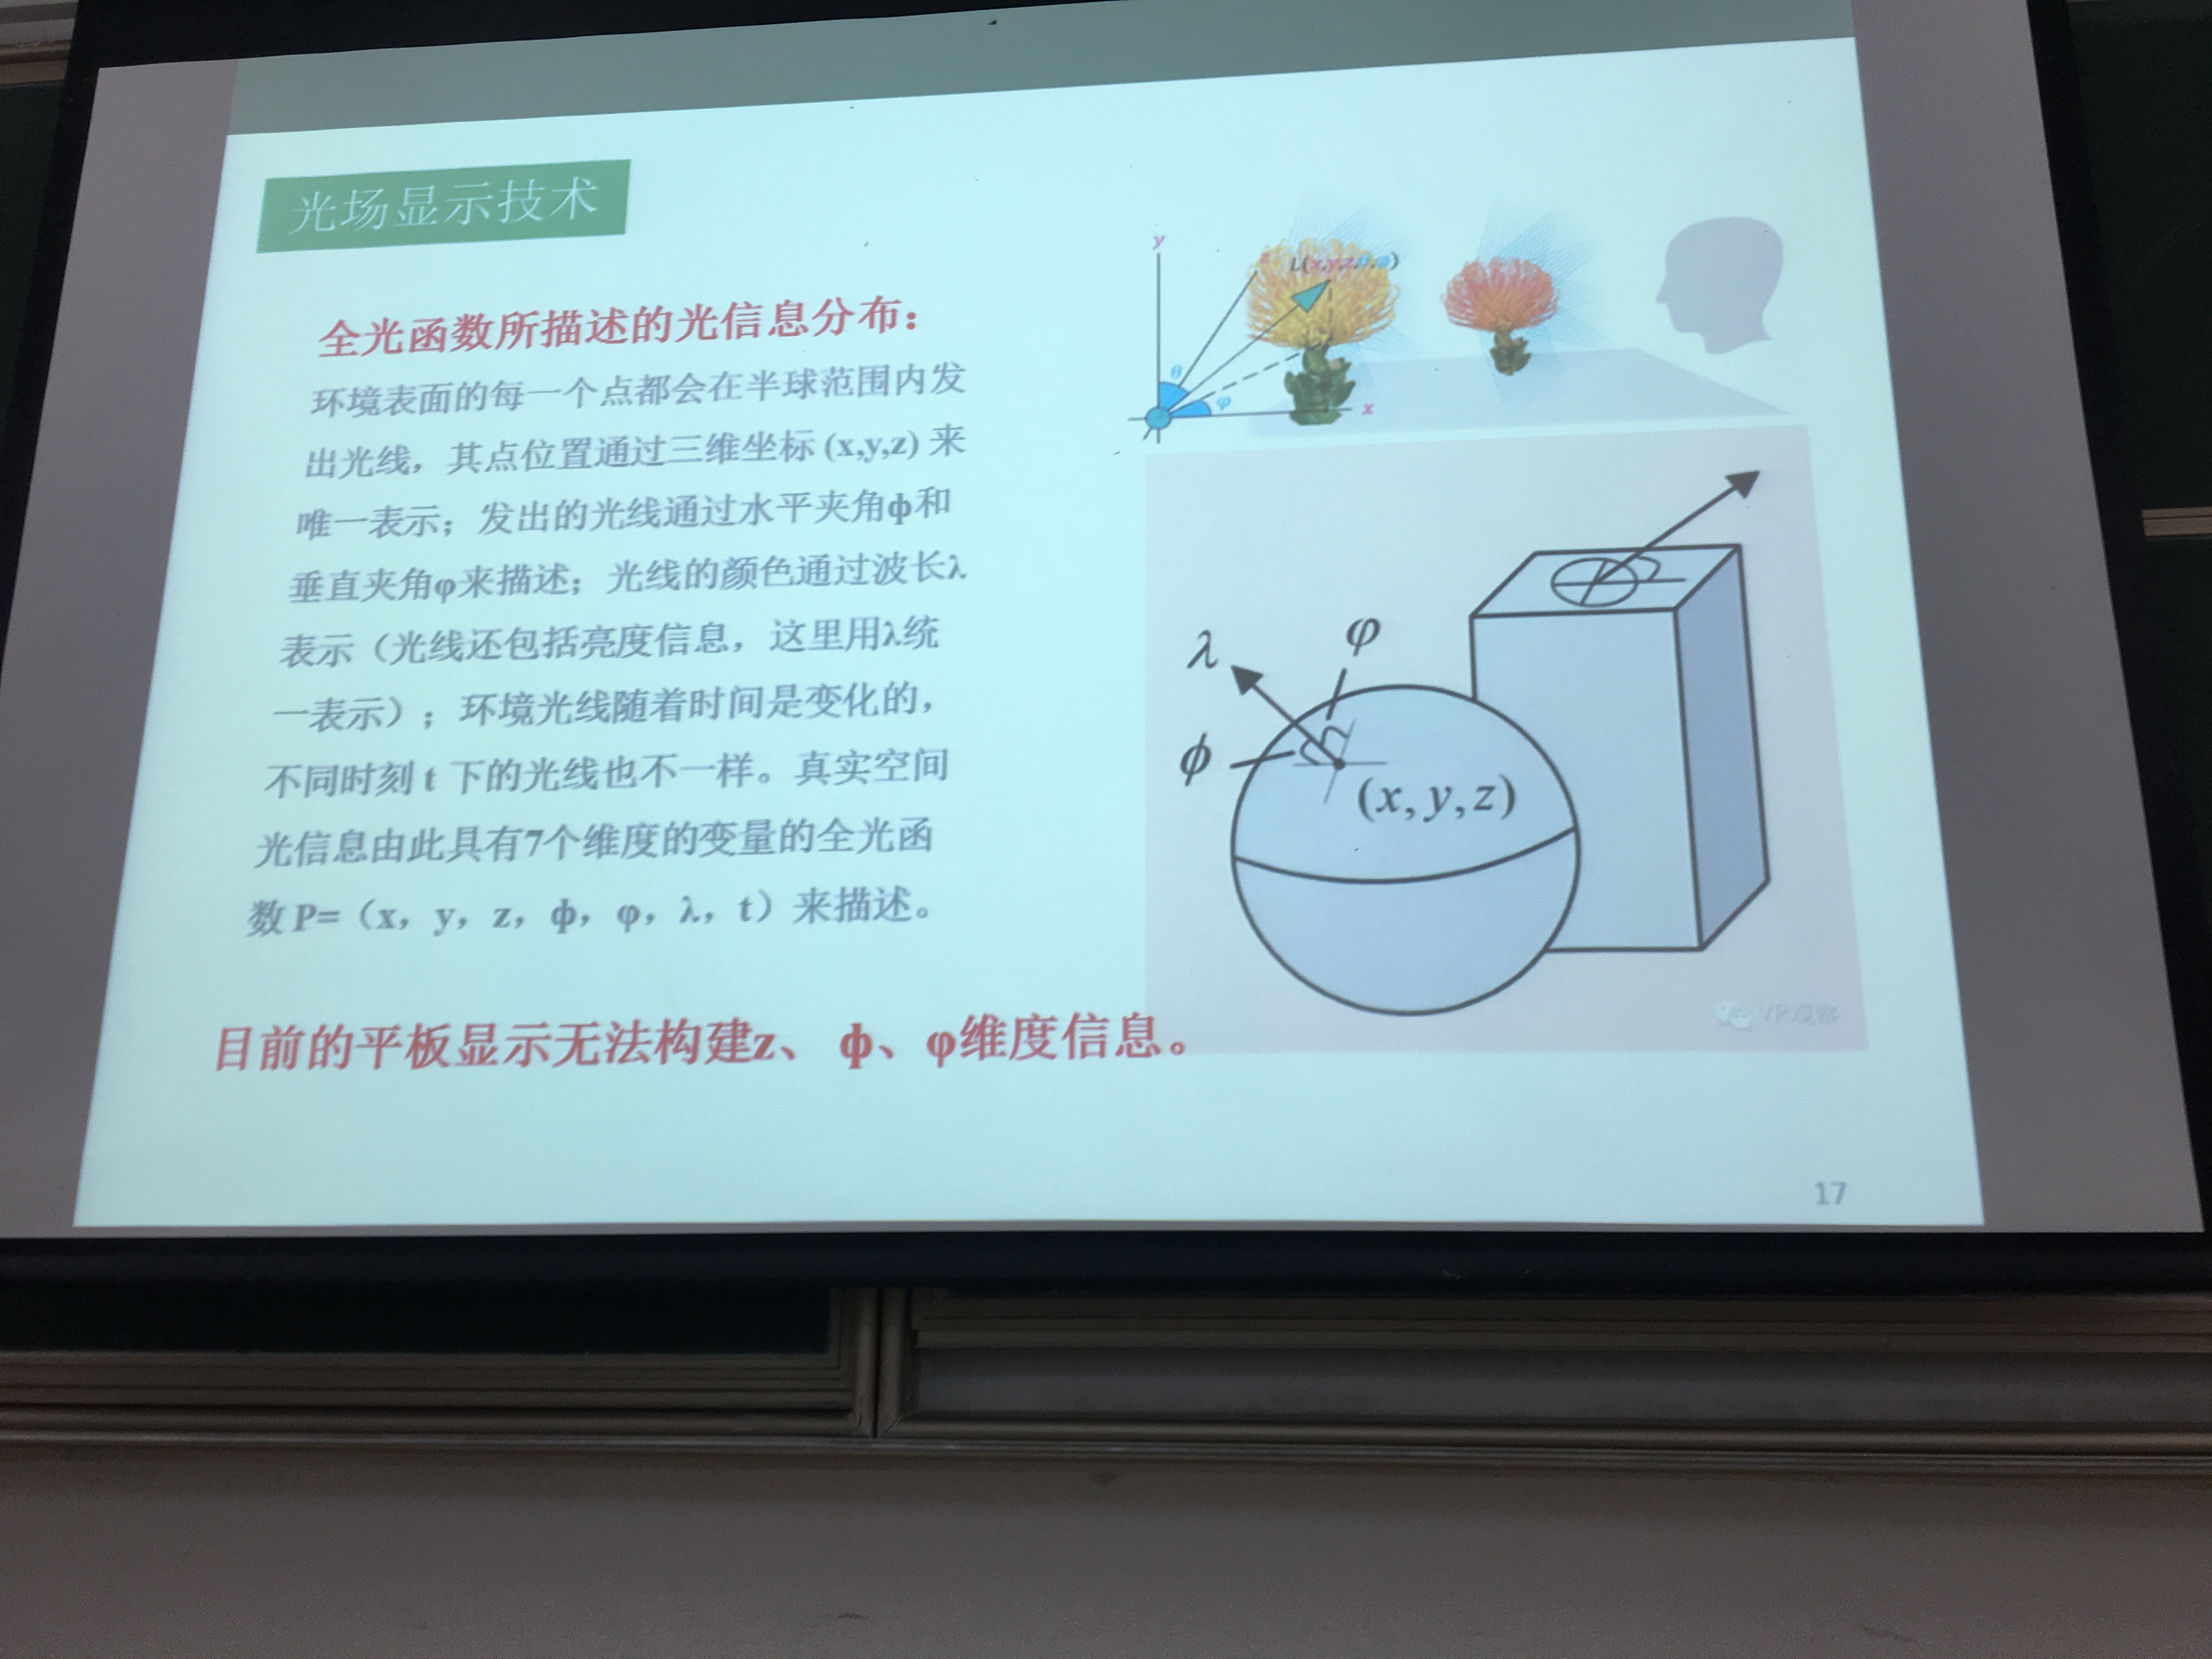 光场显示技术
全光函数所描述的光信息分布：
环境表面的每一个点都会在半球范围内发
出光线，其点位置通过三维坐标 (x,y,z) 来
唯一表示；发出的光线通过水平夹角ϕ和
垂直夹角φ来描述；光线的颜色通过波长λ
表示（光线还包括亮度信息，这里用λ统
一表示）；环境光线随着时间是变化的，
不同时刻 t 下的光线也不一样。真实空间
光信息由此具有7个维度的变量的全光函
数 P=（x，y，z，ϕ，φ，λ，t）来描述。
目前的平板显示无法构建z、 ϕ、φ维度信息。
y
θ
φ
x
λ
φ
ϕ
(x,y,z)
VR观察
17